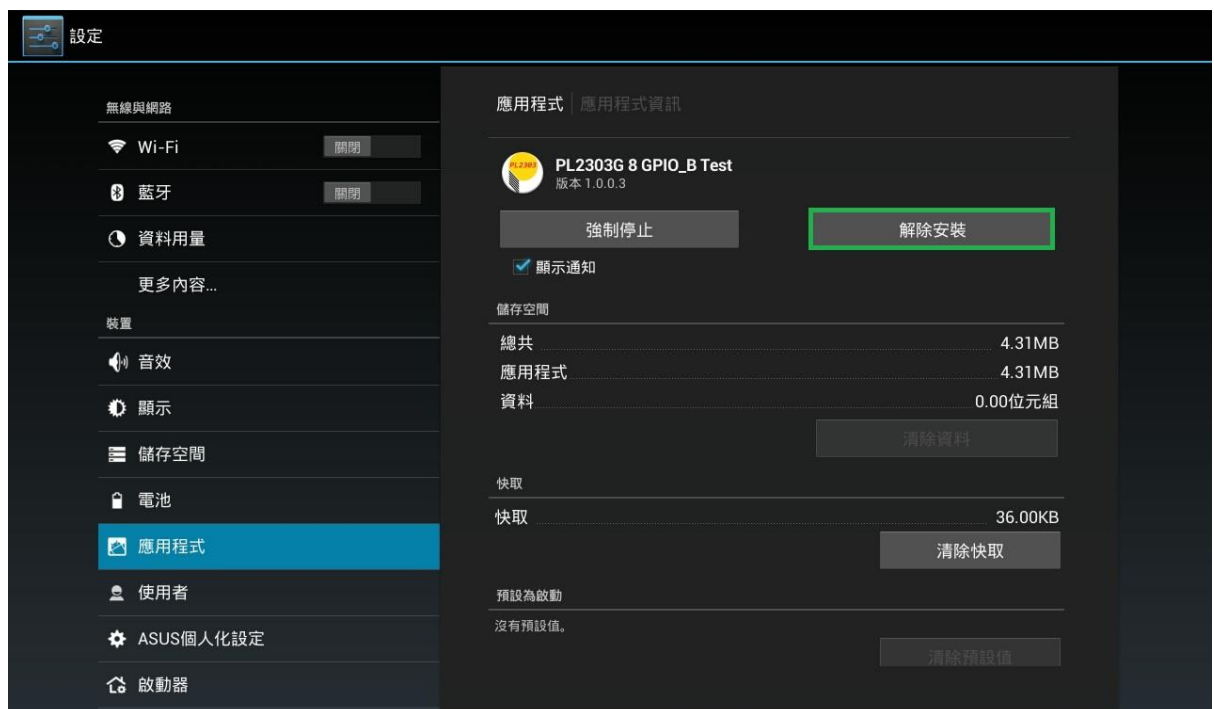 設定
無線與網路
Wi-Fi 關閉
藍牙 關閉
資料用量
更多內容...
裝置
音效
顯示
儲存空間
電池
應用程式
使用者
ASUS個人化設定
啟動器
應用程式 應用程式資訊
PL2303
PL2303G 8 GPIO_B Test
版本 1.0.0.3
強制停止 解除安裝
顯示通知
儲存空間
總共 4.31MB
應用程式 4.31MB
資料 0.00位元組
清除資料
快取
快取 36.00KB
清除快取
預設為啟動
沒有預設值。
清除預設值